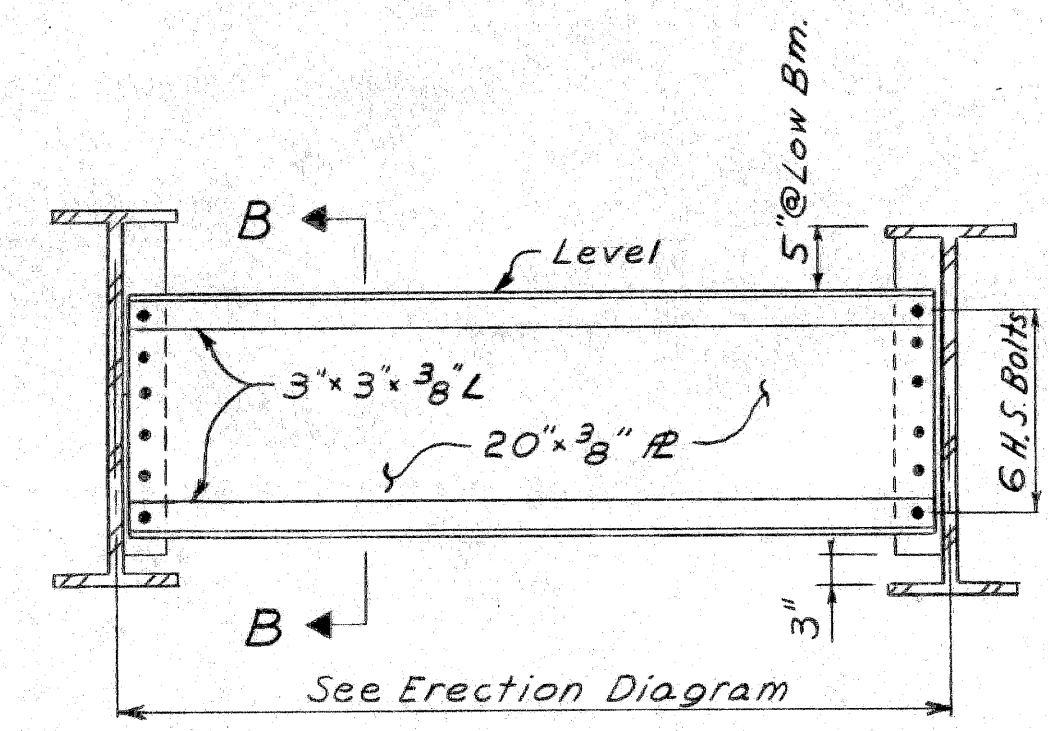 5"@Low Bm.
B
Level
3"x 3"x 3/8" L
6 H.S. Bolts
20"x 3/8" PL
3"
B
See Erection Diagram